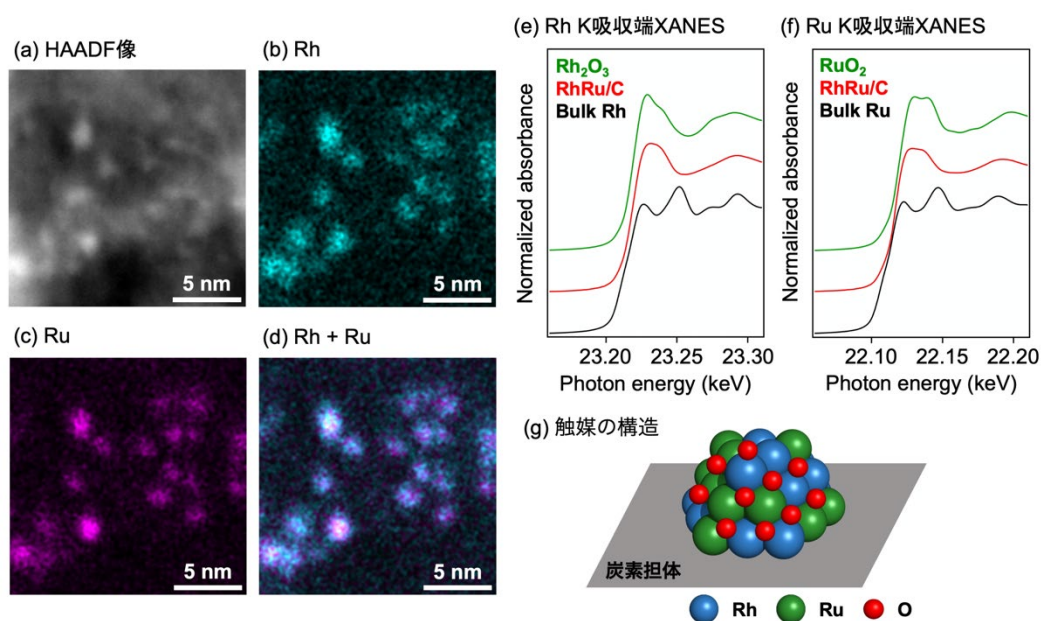 (a) HAADF像
(b) Rh
5 nm
5 nm
(c) Ru
(d) Rh + Ru
5 nm
5 nm
(e) Rh K吸収端XANES
Rh₂O₃
RhRu/C
Bulk Rh
Normalized absorbance
23.20 23.25 23.30
Photon energy (keV)
(f) Ru K吸収端XANES
RuO₂
RhRu/C
Bulk Ru
Normalized absorbance
22.10 22.15 22.20
Photon energy (keV)
(g) 触媒の構造
炭素担体
Rh Ru O